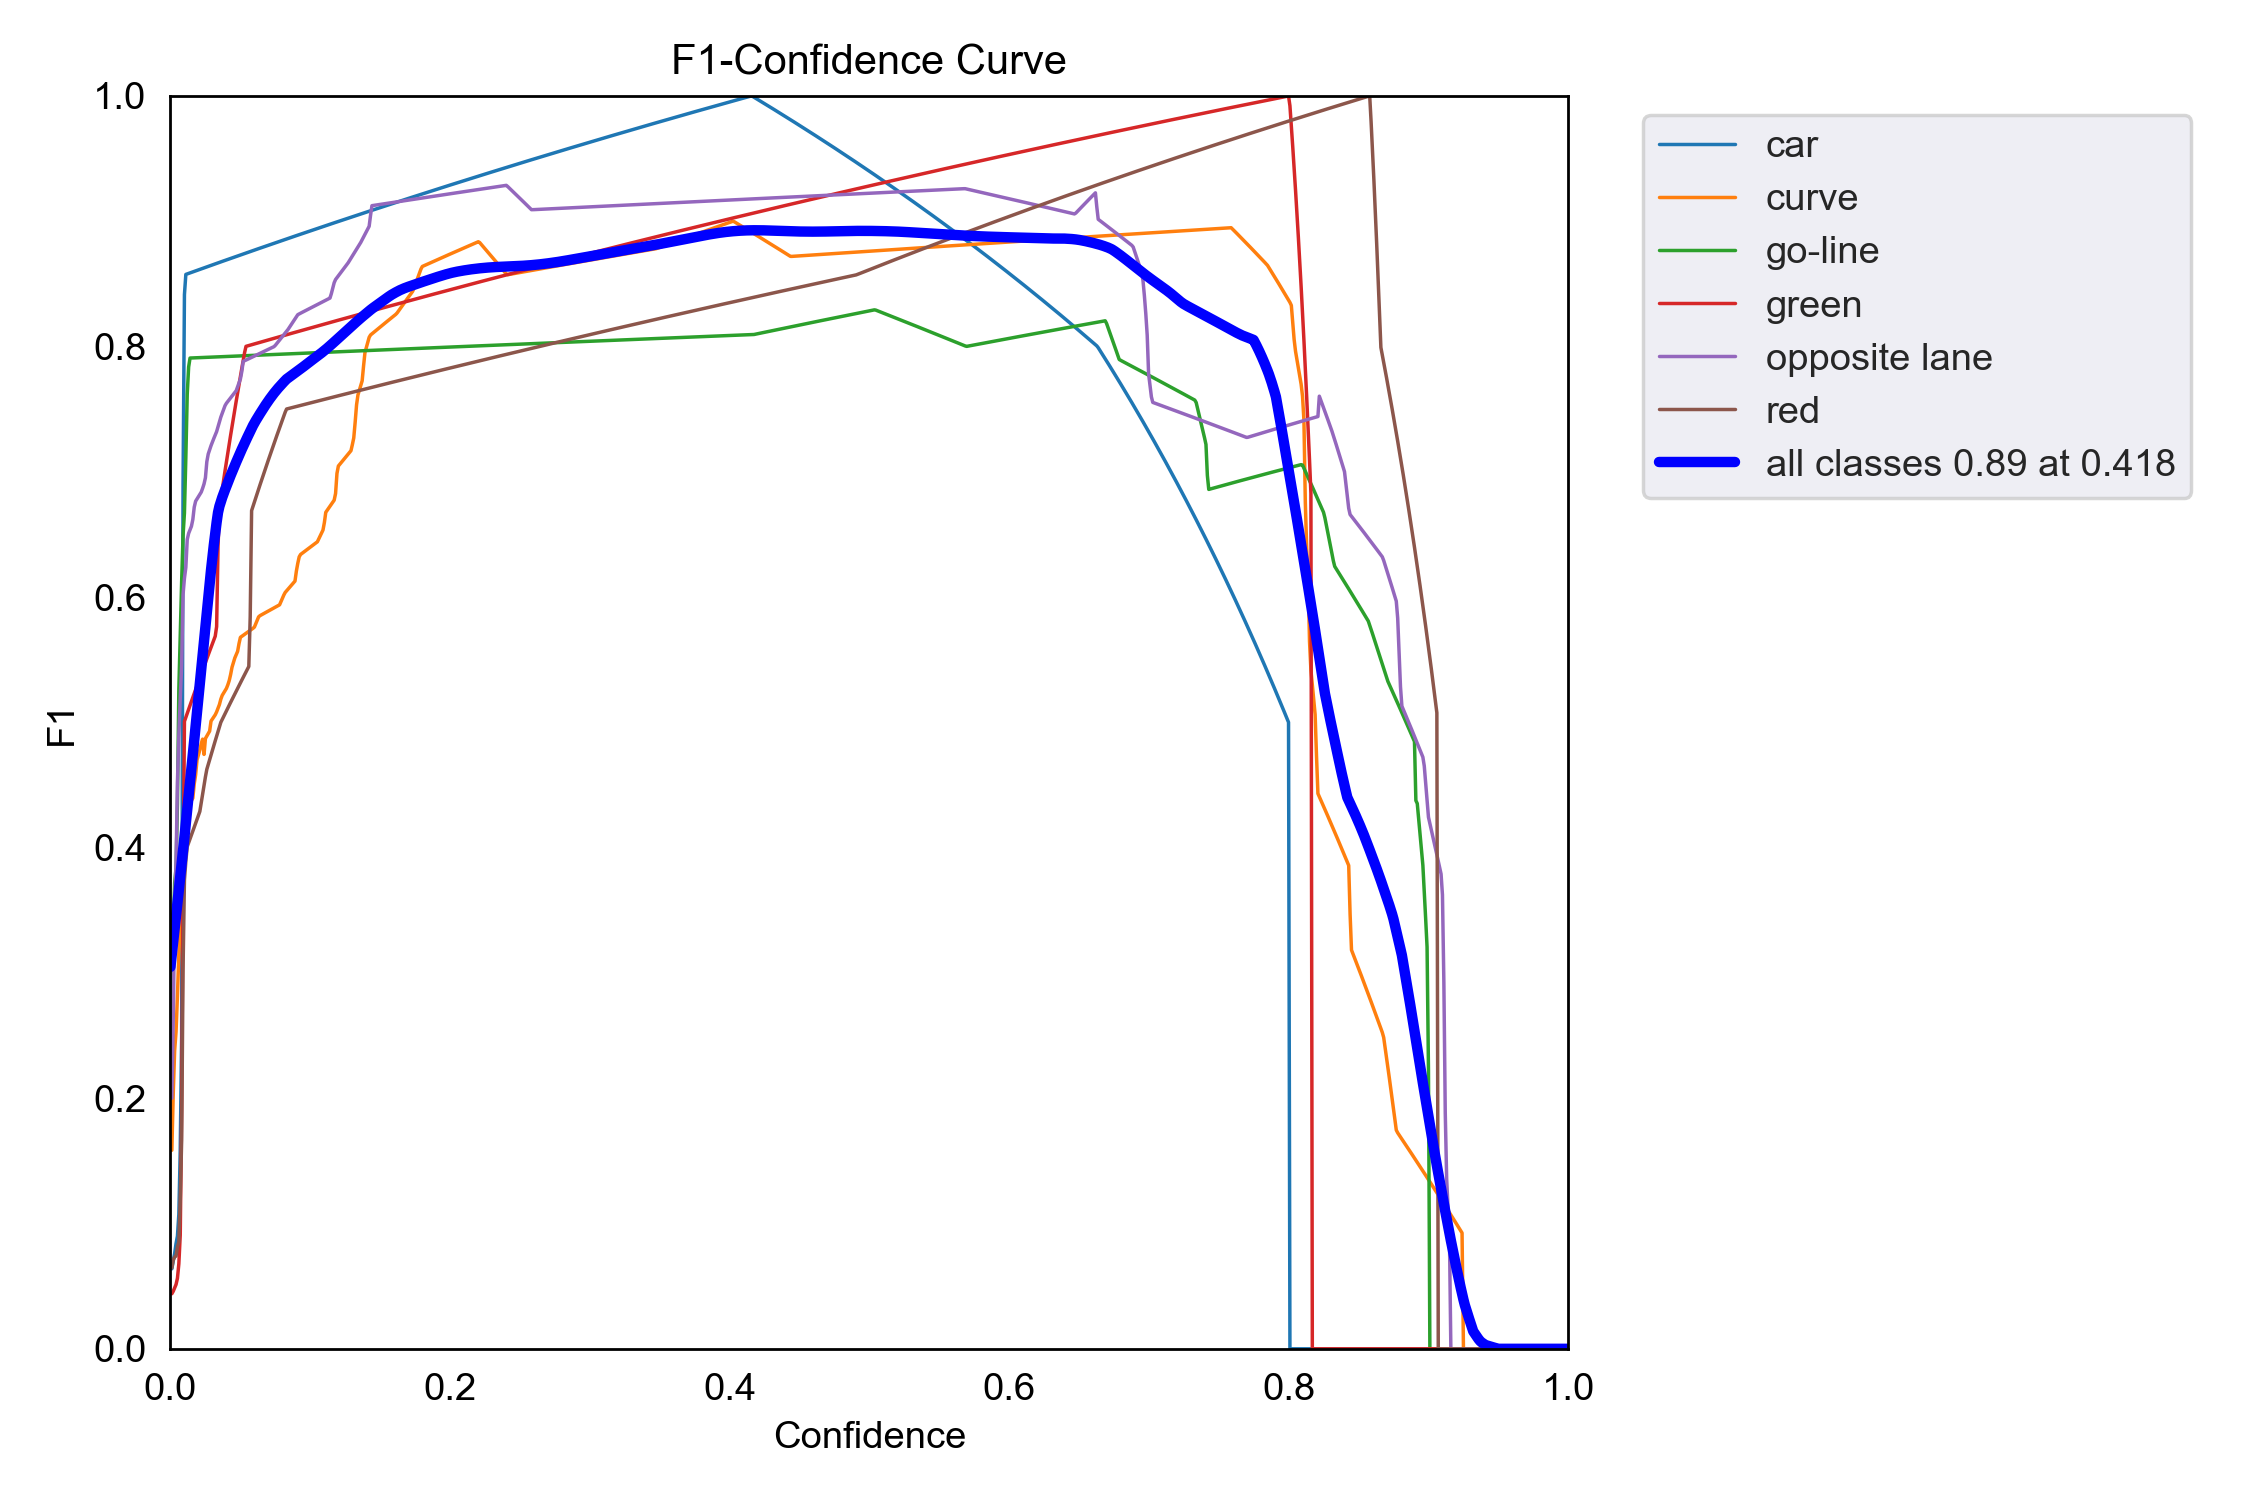 F1-Confidence Curve
1.0
0.8
0.6
0.4
0.2
0.0
F1
0.0 0.2 0.4 0.6 0.8 1.0
Confidence
car
curve
go-line
green
opposite lane
red
all classes 0.89 at 0.418